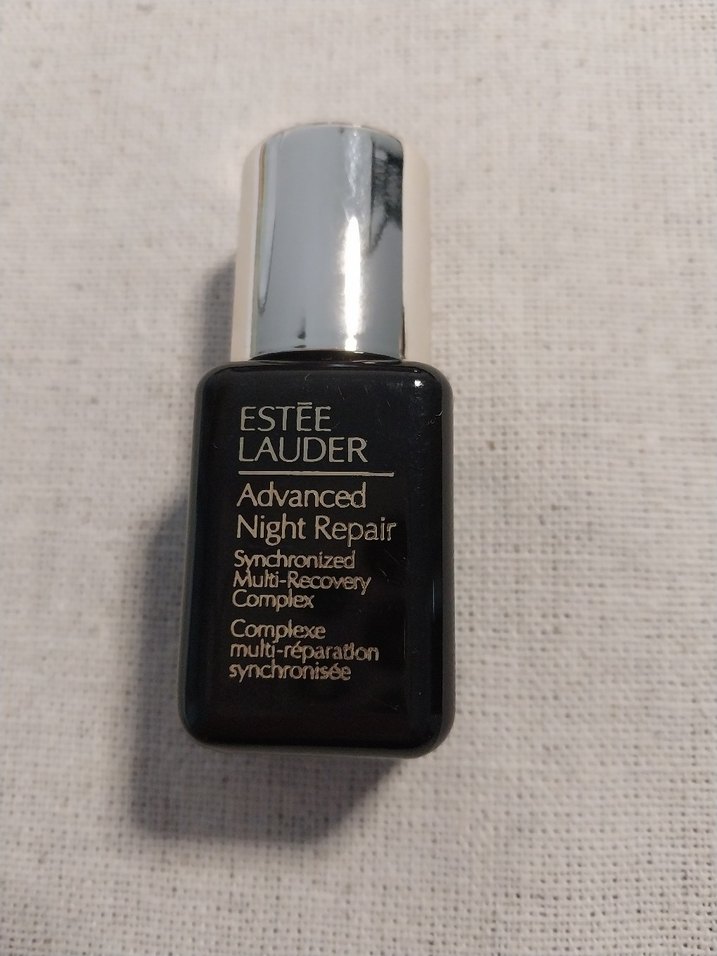 ESTĒE
LAUDER
Advanced
Night Repair
Synchronized
Multi-Recovery
Complex
Complexe
multi-réparation
synchronisée